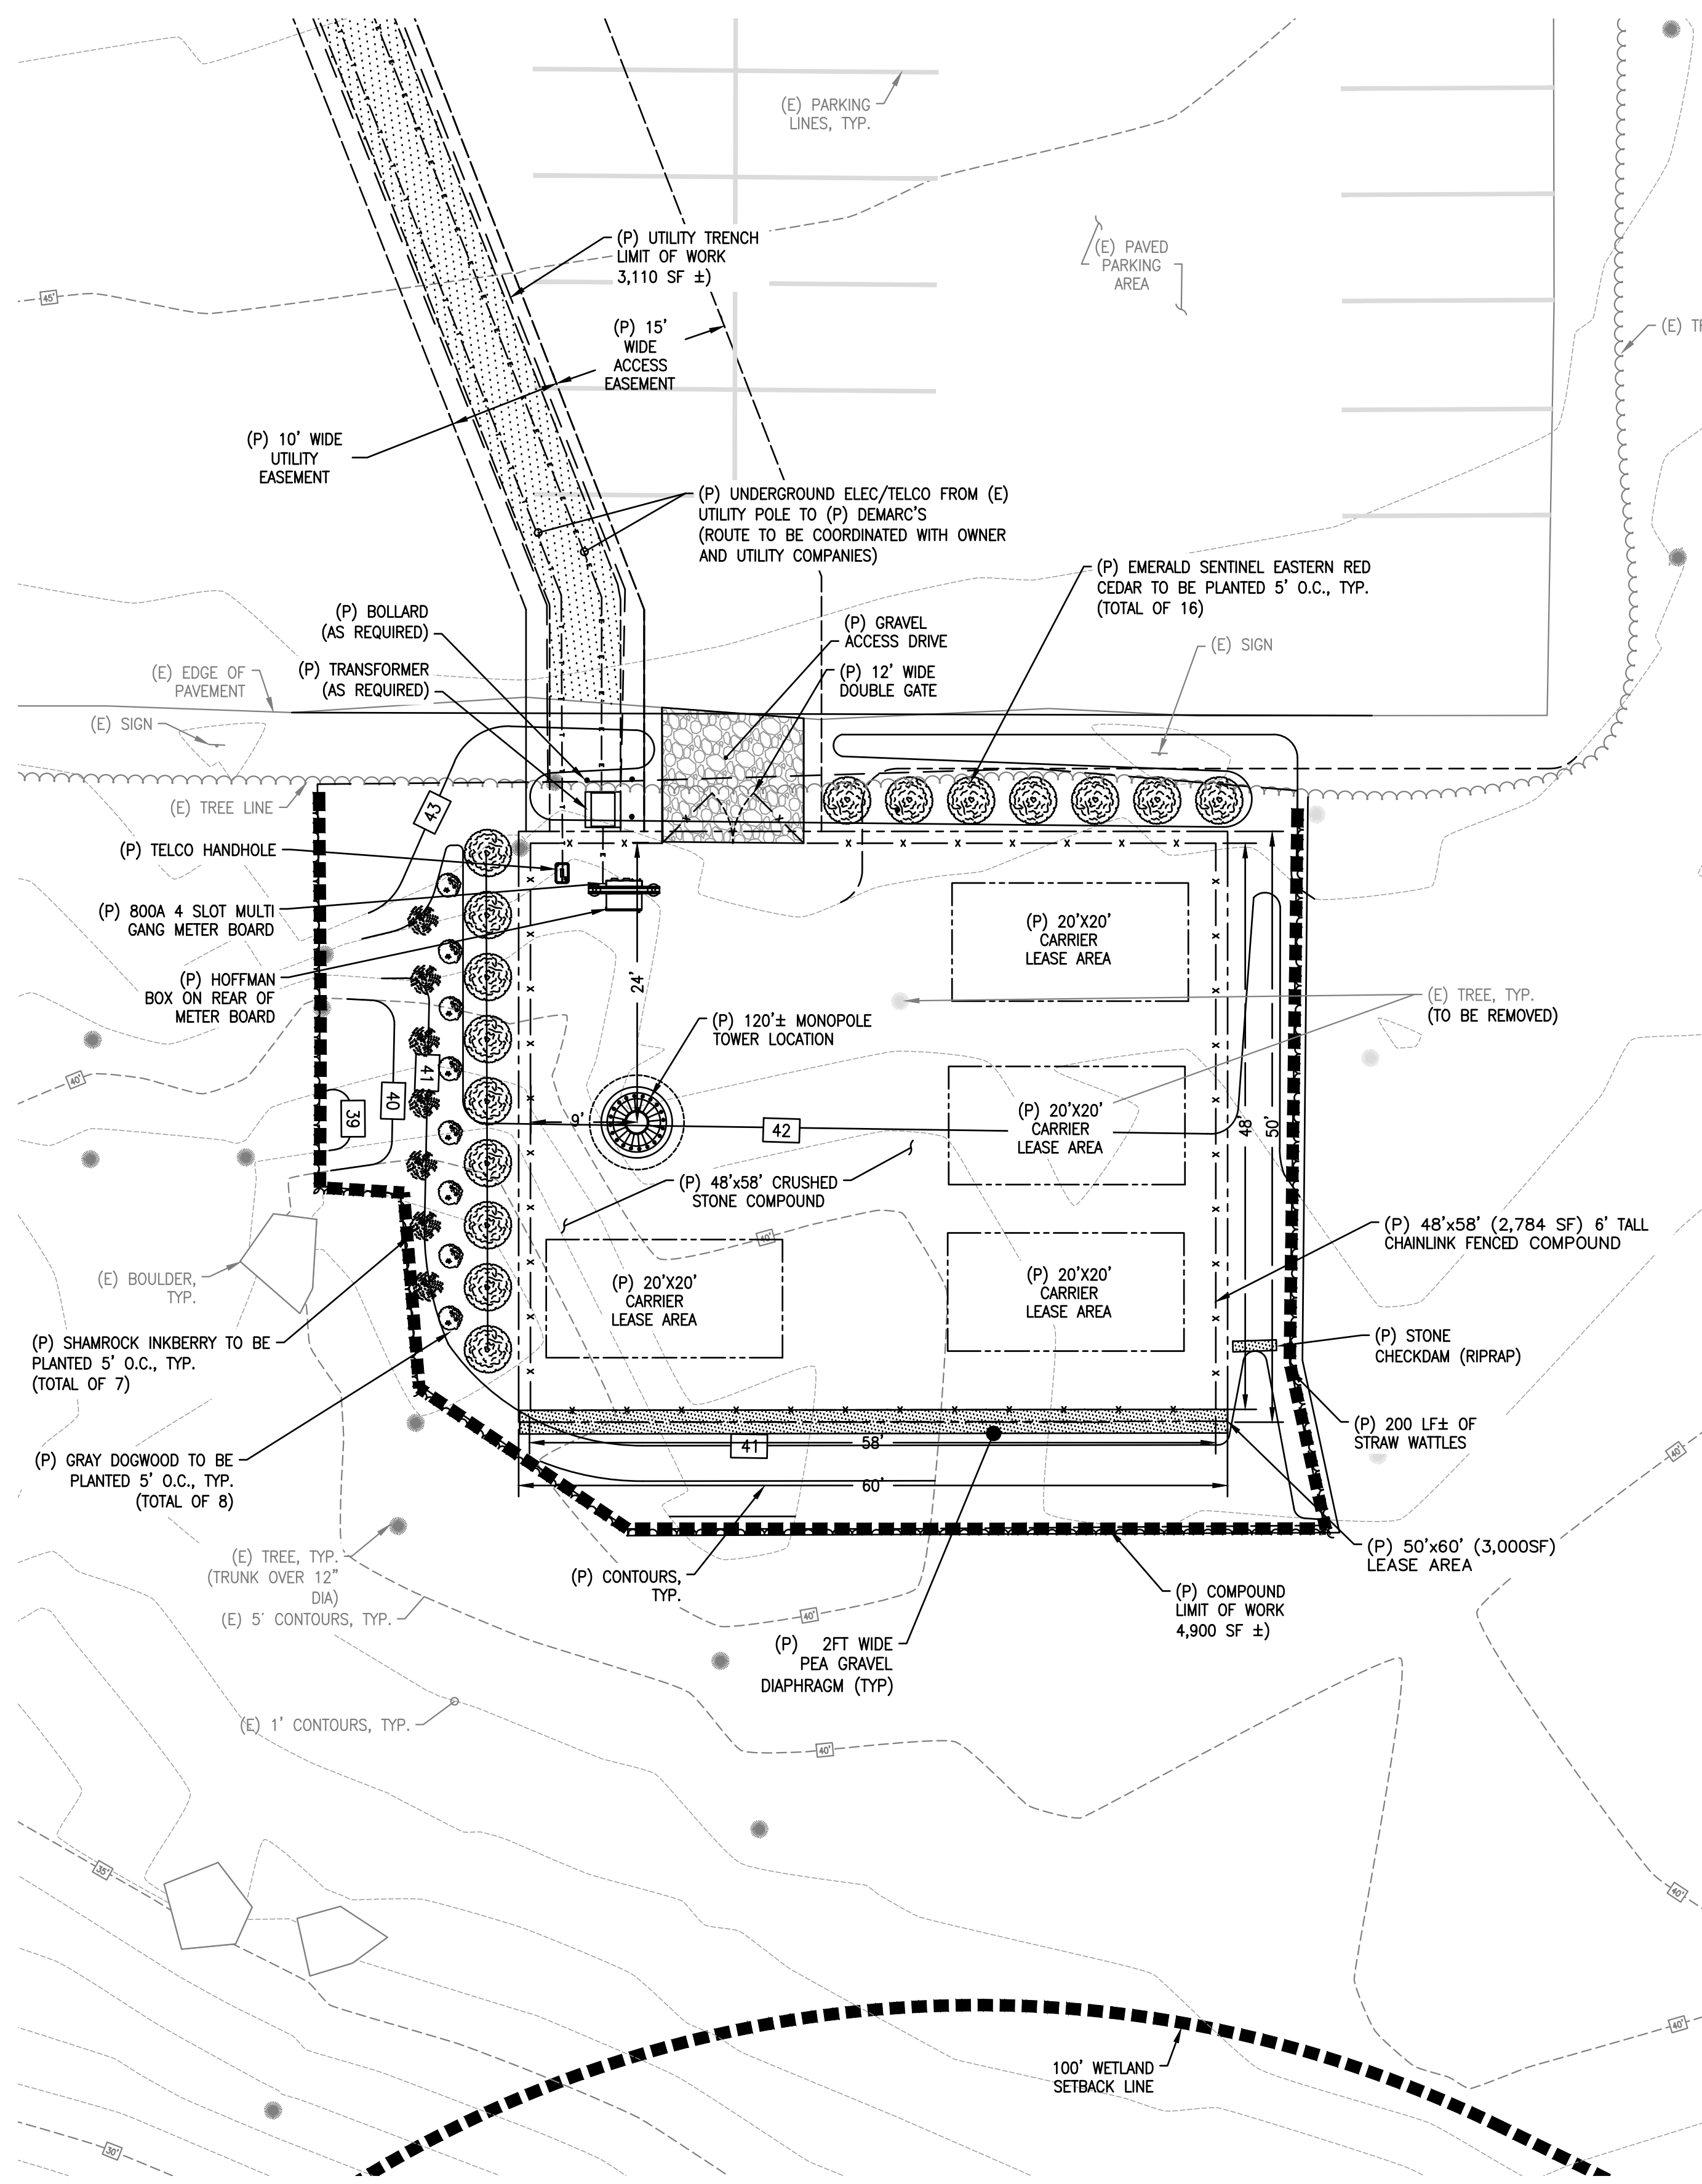 (E) PARKING
LINES, TYP.
(P) UTILITY TRENCH
LIMIT OF WORK
3,110 SF ±)
(E) PAVED
PARKING
AREA
45'
(P) 15'
WIDE
ACCESS
EASEMENT
(P) 10' WIDE
UTILITY
EASEMENT
(P) UNDERGROUND ELEC/TELCO FROM (E)
UTILITY POLE TO (P) DEMARC'S
(ROUTE TO BE COORDINATED WITH OWNER
AND UTILITY COMPANIES)
(P) EMERALD SENTINEL EASTERN RED
CEDAR TO BE PLANTED 5' O.C., TYP.
(TOTAL OF 16)
(P) BOLLARD
(AS REQUIRED)
(P) GRAVEL
ACCESS DRIVE
(E) SIGN
(E) EDGE OF
PAVEMENT
(P) TRANSFORMER
(AS REQUIRED)
(P) 12' WIDE
DOUBLE GATE
(E) SIGN
(E) TREE LINE
43
(P) TELCO HANDHOLE
(P) 800A 4 SLOT MULTI
GANG METER BOARD
(P) 20'X20'
CARRIER
LEASE AREA
(P) HOFFMAN
BOX ON REAR OF
METER BOARD
24'
(E) TREE, TYP.
(TO BE REMOVED)
(P) 120'± MONOPOLE
TOWER LOCATION
40'
41
40
39
9'
42
(P) 20'X20'
CARRIER
LEASE AREA
48'
50'
(P) 48'x58' CRUSHED
STONE COMPOUND
(P) 48'x58' (2,784 SF) 6' TALL
CHAINLINK FENCED COMPOUND
40'
(E) BOULDER,
TYP.
(P) 20'X20'
CARRIER
LEASE AREA
(P) 20'X20'
CARRIER
LEASE AREA
(P) SHAMROCK INKBERRY TO BE
PLANTED 5' O.C., TYP.
(TOTAL OF 7)
(P) STONE
CHECKDAM (RIPRAP)
(P) 200 LF± OF
STRAW WATTLES
41
58'
40'
(P) GRAY DOGWOOD TO BE
PLANTED 5' O.C., TYP.
(TOTAL OF 8)
60'
(E) TREE, TYP.
(TRUNK OVER 12"
DIA)
(P) CONTOURS,
TYP.
(P) 50'x60' (3,000SF)
LEASE AREA
(E) 5' CONTOURS, TYP.
40'
(P) COMPOUND
LIMIT OF WORK
4,900 SF ±)
(P) 2FT WIDE
PEA GRAVEL
DIAPHRAGM (TYP)
(E) 1' CONTOURS, TYP.
40'
35'
40'
40'
100' WETLAND
SETBACK LINE
30'